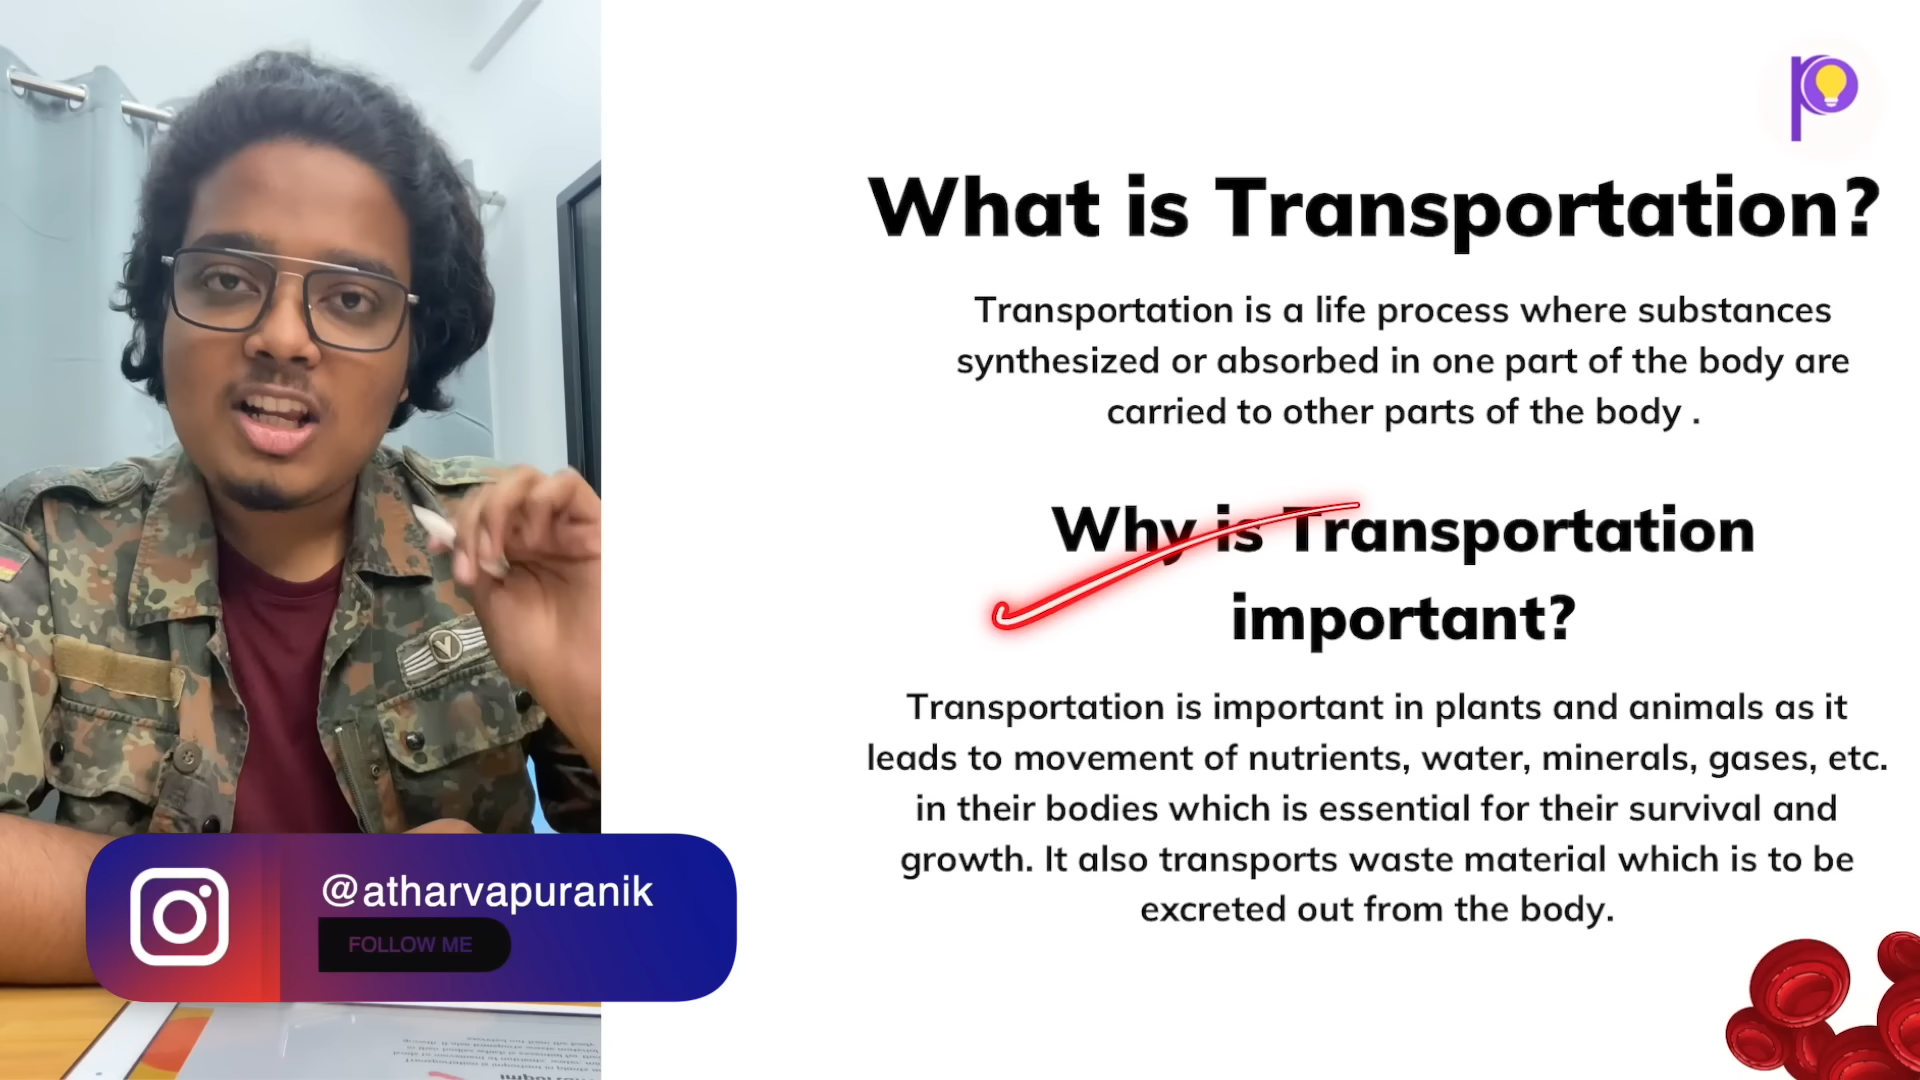 What is Transportation?
Transportation is a life process where substances
synthesized or absorbed in one part of the body are
carried to other parts of the body .
Why is Transportation
important?
Transportation is important in plants and animals as it
leads to movement of nutrients, water, minerals, gases, etc.
in their bodies which is essential for their survival and
growth. It also transports waste material which is to be
excreted out from the body.
@atharvapuranik
FOLLOW ME